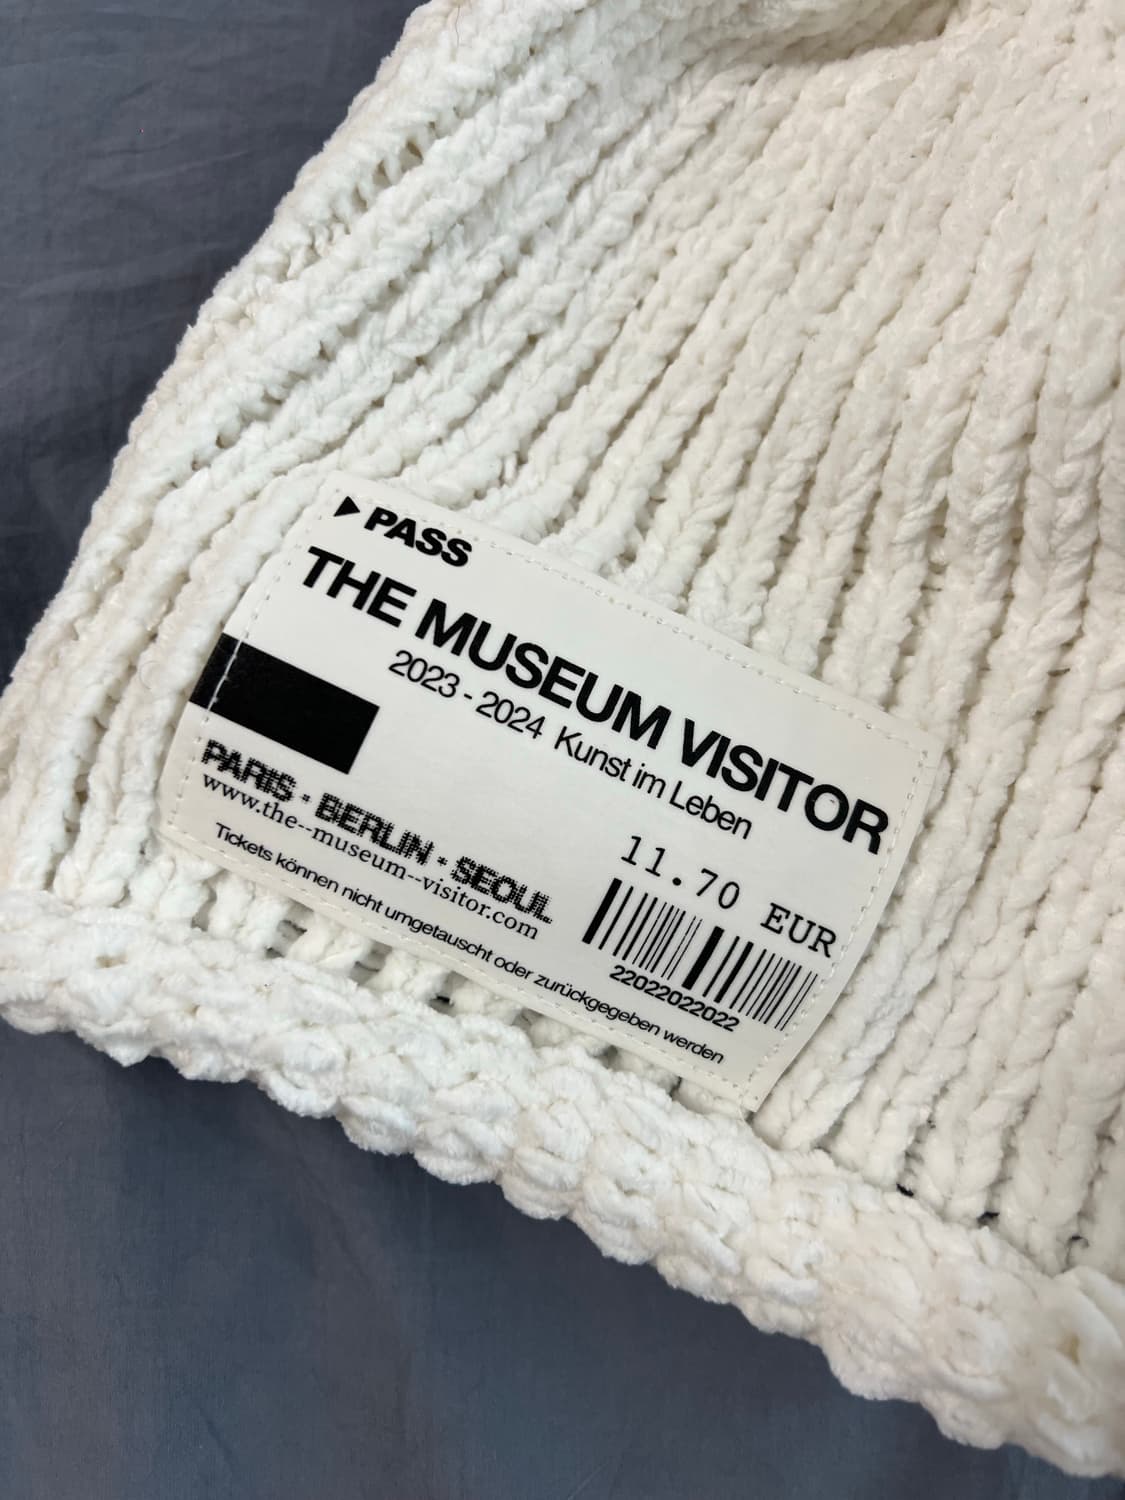 ▶ PASS
THE MUSEUM VISITOR
2023 - 2024 Kunst im Leben
PARIS · BERLIN · SEOUL
www.the--museum--visitor.com
Tickets können nicht umgetauscht oder zurückgegeben werden
11.70 EUR
22022022022